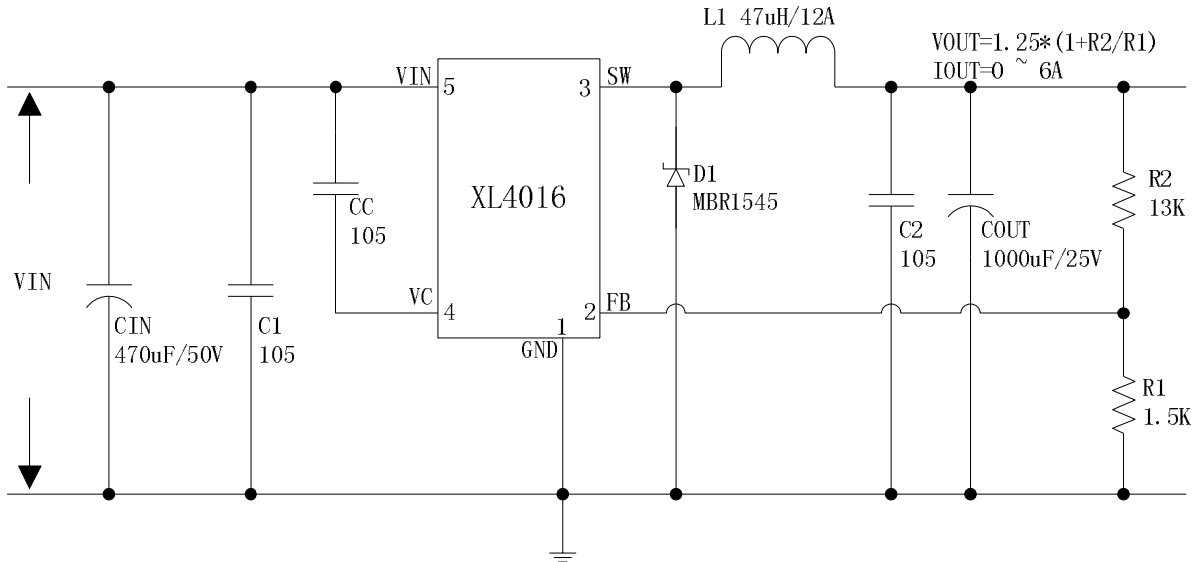 L1 47uH/12A
VOUT=1.25*(1+R2/R1)
IOUT=0 ~ 6A
VIN 5
3 SW
XL4016
D1
MBR1545
CC
105
R2
13K
C2
105
COUT
1000uF/25V
VIN
VC 4
2 FB
1
GND
CIN
470uF/50V
C1
105
R1
1.5K